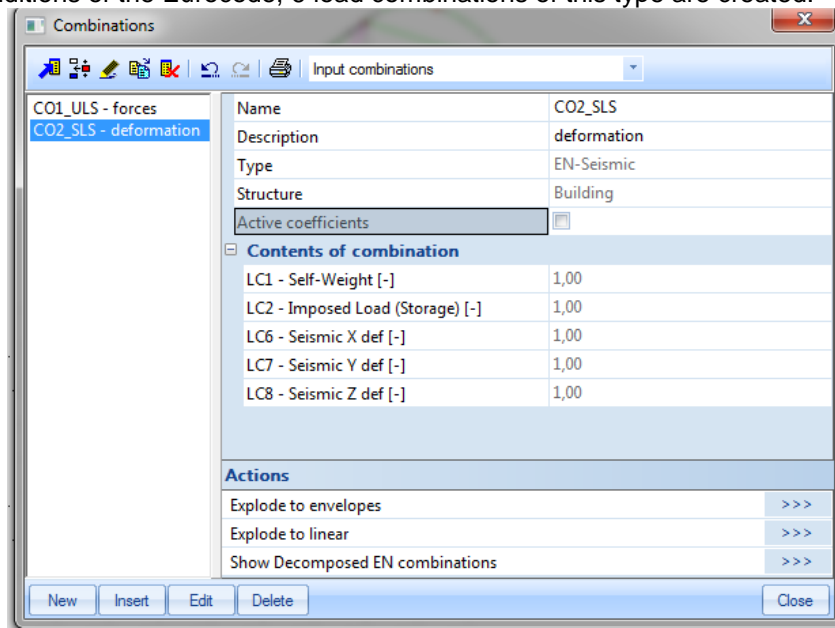 Combinations
Input combinations
CO1_ULS - forces
CO2_SLS - deformation
Name CO2_SLS
Description deformation
Type EN-Seismic
Structure Building
Active coefficients
Contents of combination
LC1 - Self-Weight [-] 1,00
LC2 - Imposed Load (Storage) [-] 1,00
LC6 - Seismic X def [-] 1,00
LC7 - Seismic Y def [-] 1,00
LC8 - Seismic Z def [-] 1,00
Actions
Explode to envelopes >>>
Explode to linear >>>
Show Decomposed EN combinations >>>
New Insert Edit Delete Close